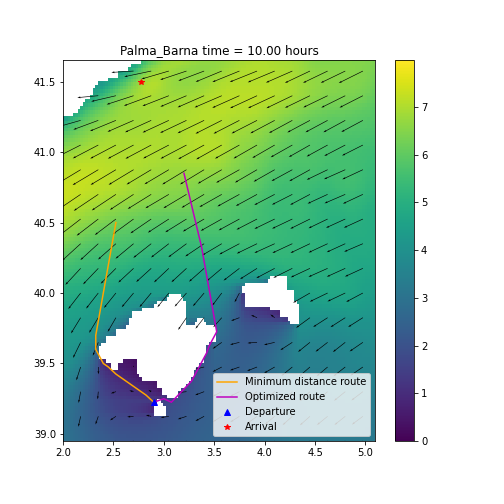 Palma_Barna time = 10.00 hours
41.5
41.0
40.5
40.0
39.5
39.0
2.0 2.5 3.0 3.5 4.0 4.5 5.0
Minimum distance route
Optimized route
Departure
Arrival
7
6
5
4
3
2
1
0